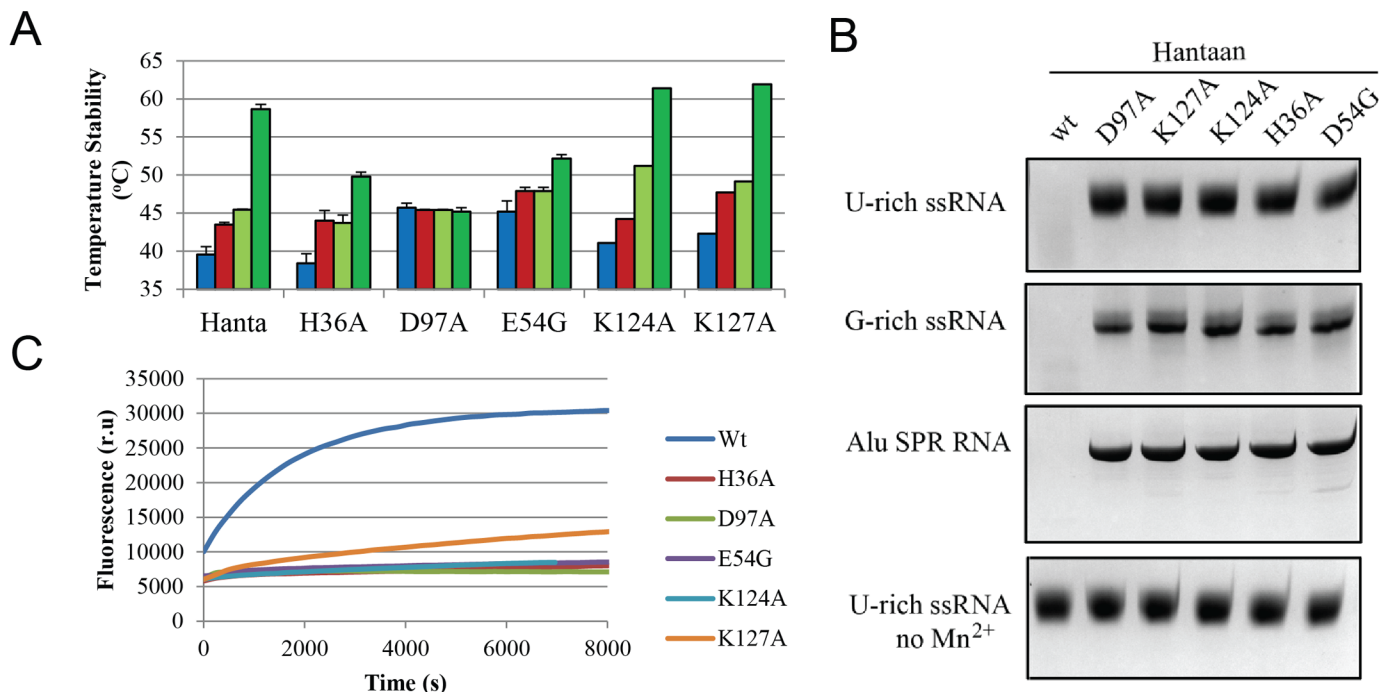 A
Temperature Stability
(°C)
65
60
55
50
45
40
35
Hanta H36A D97A E54G K124A K127A
B
Hantaan
wt D97A K127A K124A H36A D54G
U-rich ssRNA
G-rich ssRNA
Alu SPR RNA
U-rich ssRNA
no Mn²⁺
C
Fluorescence (r.u)
35000
30000
25000
20000
15000
10000
5000
0
0 2000 4000 6000 8000
Time (s)
Wt
H36A
D97A
E54G
K124A
K127A